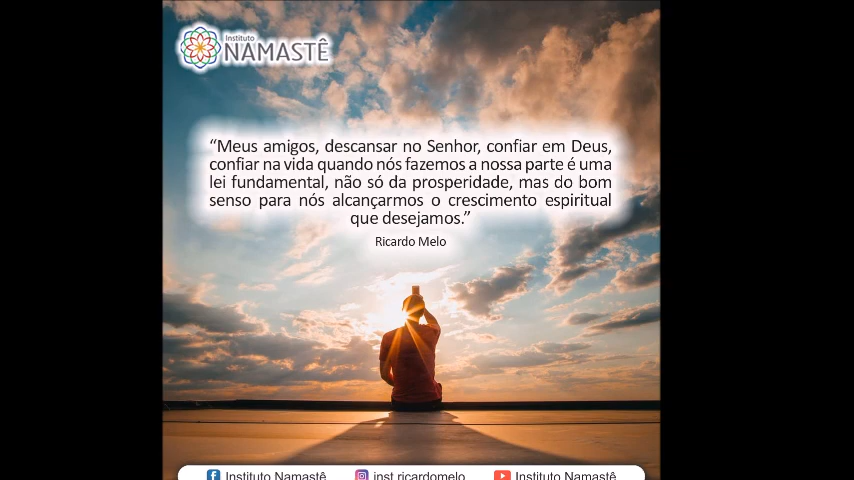 Instituto
NAMASTÊ
“Meus amigos, descansar no Senhor, confiar em Deus,
confiar na vida quando nós fazemos a nossa parte é uma
lei fundamental, não só da prosperidade, mas do bom
senso para nós alcançarmos o crescimento espiritual
que desejamos.”
Ricardo Melo
Instituto Namastê inst.ricardomelo Instituto Namastê